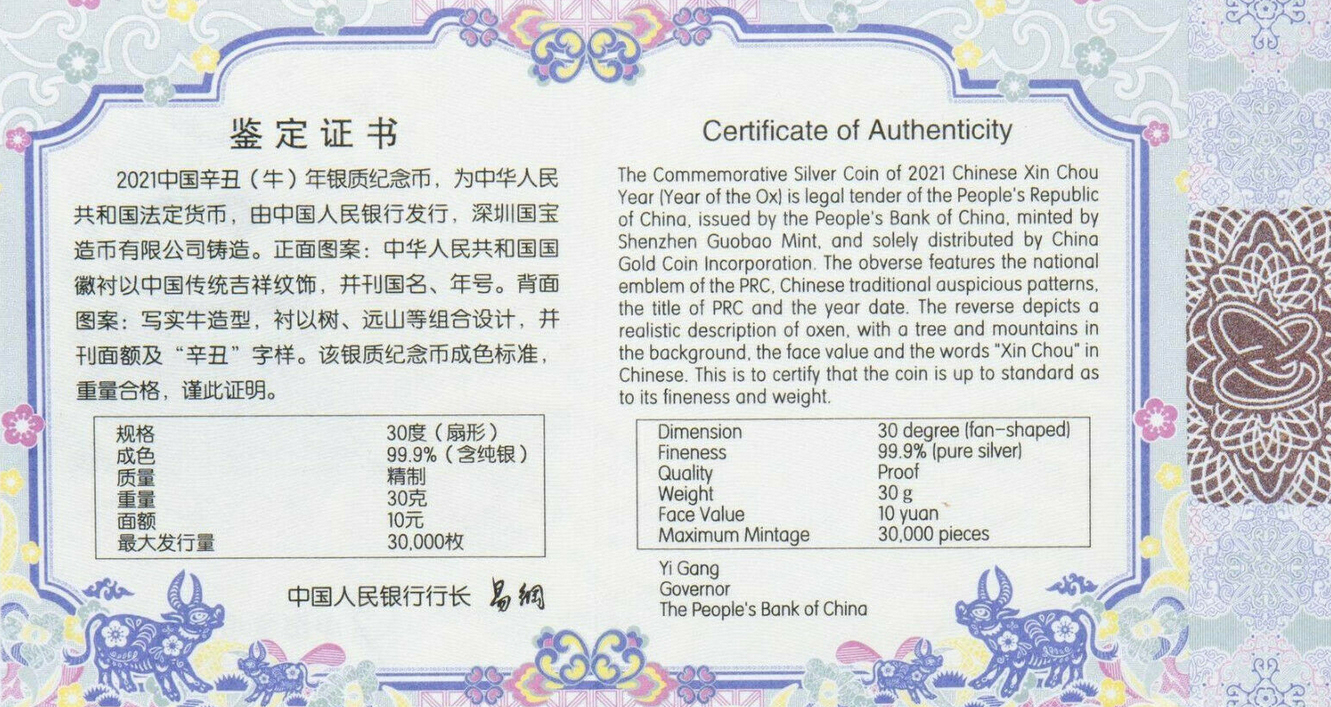 鉴定证书
2021中国辛丑（牛）年银质纪念币，为中华人民
共和国法定货币，由中国人民银行发行，深圳国宝
造币有限公司铸造。正面图案：中华人民共和国国
徽衬以中国传统吉祥纹饰，并刊国名、年号。背面
图案：写实牛造型，衬以树、远山等组合设计，并
刊面额及“辛丑”字样。该银质纪念币成色标准，
重量合格，谨此证明。
规格 30度（扇形）
成色 99.9%（含纯银）
质量 精制
重量 30克
面额 10元
最大发行量 30,000枚
中国人民银行行长 易纲
Certificate of Authenticity
The Commemorative Silver Coin of 2021 Chinese Xin Chou
Year (Year of the Ox) is legal tender of the People's Republic
of China, issued by the People's Bank of China, minted by
Shenzhen Guobao Mint, and solely distributed by China
Gold Coin Incorporation. The obverse features the national
emblem of the PRC, Chinese traditional auspicious patterns,
the title of PRC and the year date. The reverse depicts a
realistic description of oxen, with a tree and mountains in
the background, the face value and the words "Xin Chou" in
Chinese. This is to certify that the coin is up to standard as
to its fineness and weight.
Dimension 30 degree (fan-shaped)
Fineness 99.9% (pure silver)
Quality Proof
Weight 30 g
Face Value 10 yuan
Maximum Mintage 30,000 pieces
Yi Gang
Governor
The People's Bank of China